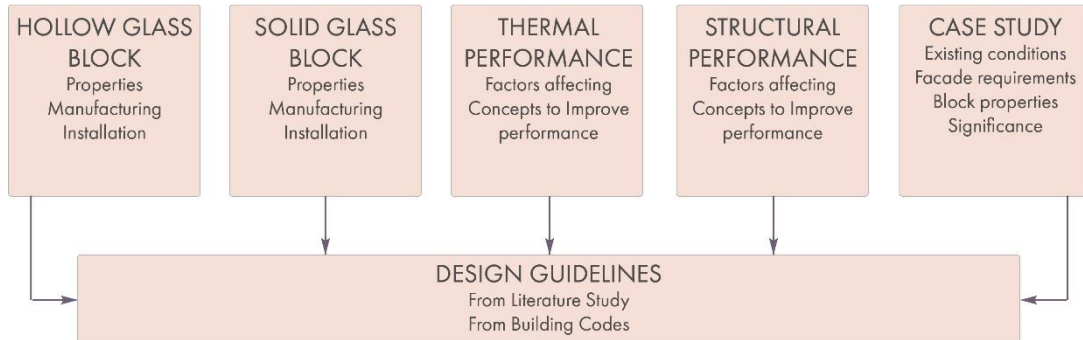 HOLLOW GLASS
BLOCK
Properties
Manufacturing
Installation
SOLID GLASS
BLOCK
Properties
Manufacturing
Installation
THERMAL
PERFORMANCE
Factors affecting
Concepts to Improve
performance
STRUCTURAL
PERFORMANCE
Factors affecting
Concepts to Improve
performance
CASE STUDY
Existing conditions
Facade requirements
Block properties
Significance
DESIGN GUIDELINES
From Literature Study
From Building Codes